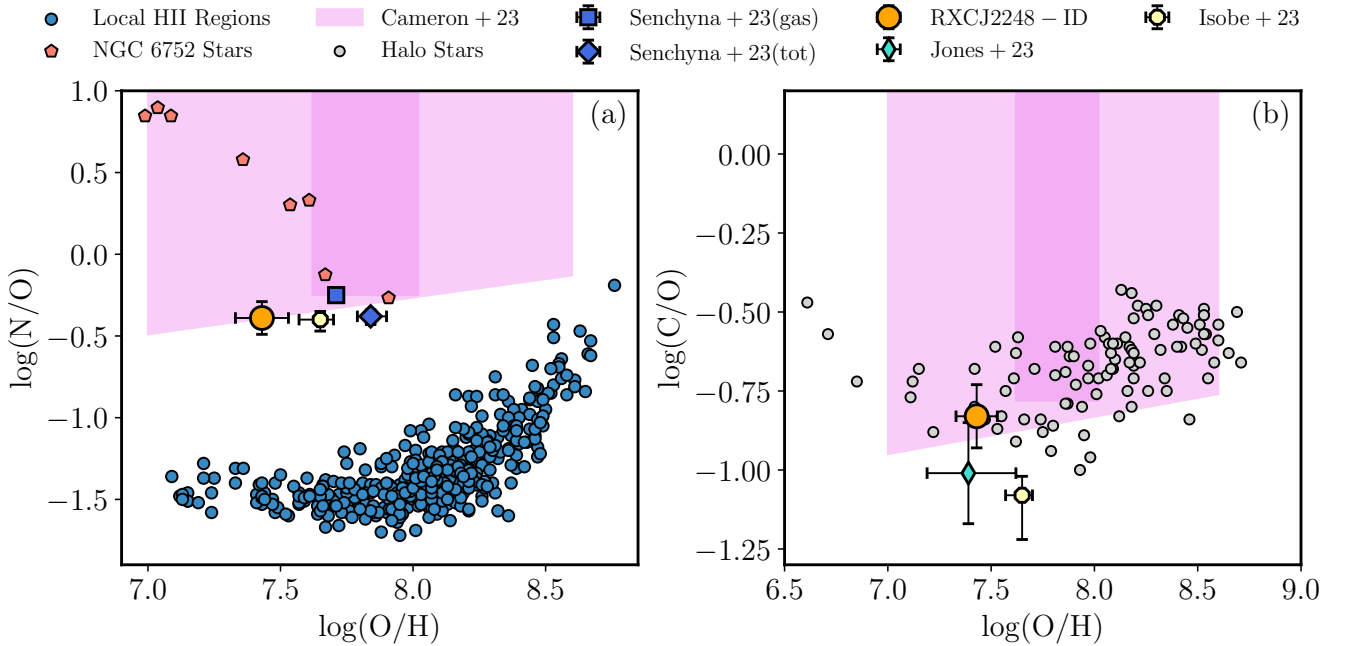 Local HII Regions Cameron + 23 Senchyna + 23(gas) RXCJ2248 − ID Isobe + 23
NGC 6752 Stars Halo Stars Senchyna + 23(tot) Jones + 23
(a)
1.0
0.5
0.0
−0.5
−1.0
−1.5
log(N/O)
7.0 7.5 8.0 8.5
log(O/H)
(b)
0.00
−0.25
−0.50
−0.75
−1.00
−1.25
log(C/O)
6.5 7.0 7.5 8.0 8.5 9.0
log(O/H)